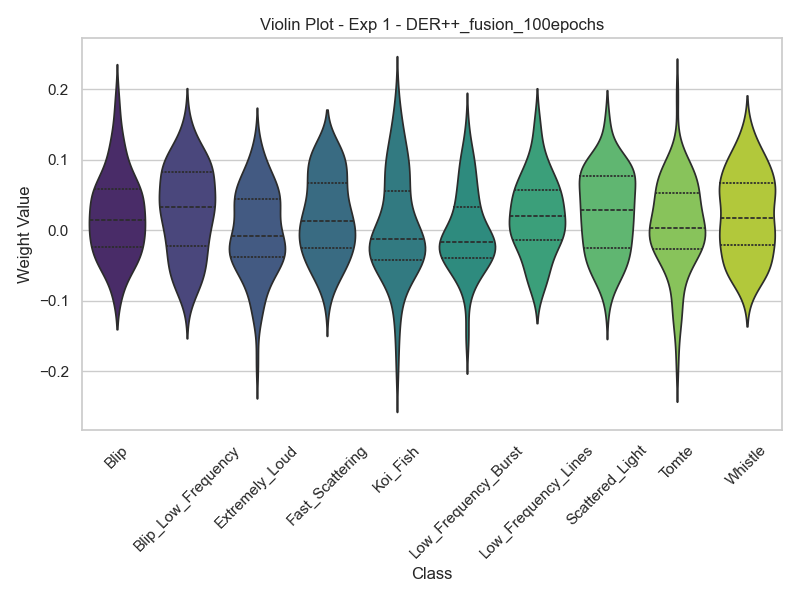 Violin Plot - Exp 1 - DER++_fusion_100epochs
Weight Value
0.2
0.1
0.0
−0.1
−0.2
Blip
Blip_Low_Frequency
Extremely_Loud
Fast_Scattering
Koi_Fish
Low_Frequency_Burst
Low_Frequency_Lines
Scattered_Light
Tomte
Whistle
Class